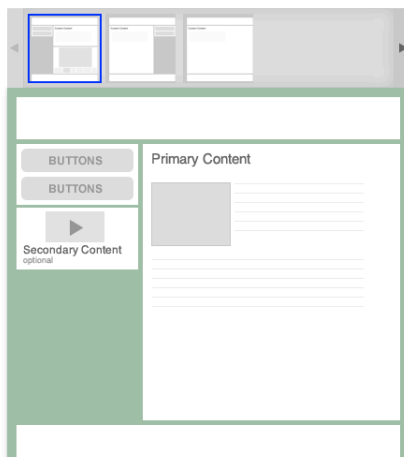 BUTTONS
BUTTONS
Primary Content
Secondary Content
optional